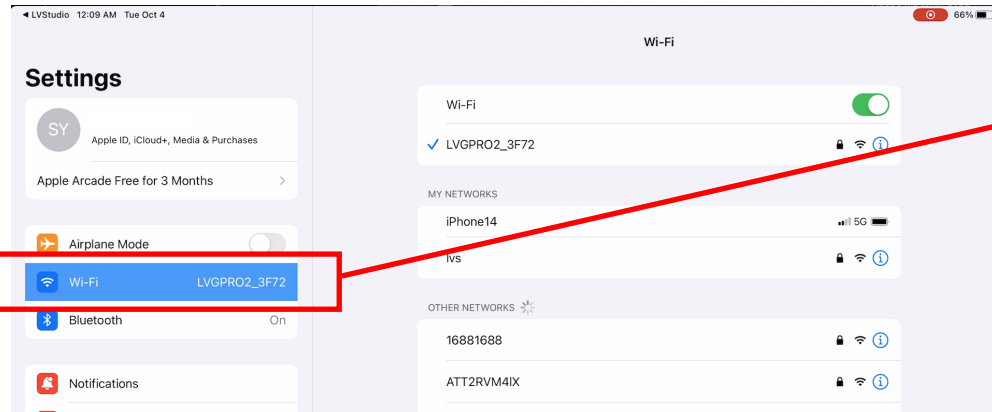 LVStudio 12:09 AM Tue Oct 4
66%
Wi-Fi
Settings
SY
Apple ID, iCloud+, Media & Purchases
Apple Arcade Free for 3 Months
Airplane Mode
Wi-Fi LVGPRO2_3F72
Bluetooth On
Notifications
Wi-Fi
LVGPRO2_3F72
MY NETWORKS
iPhone14 5G
lvs
OTHER NETWORKS
16881688
ATT2RVM4IX